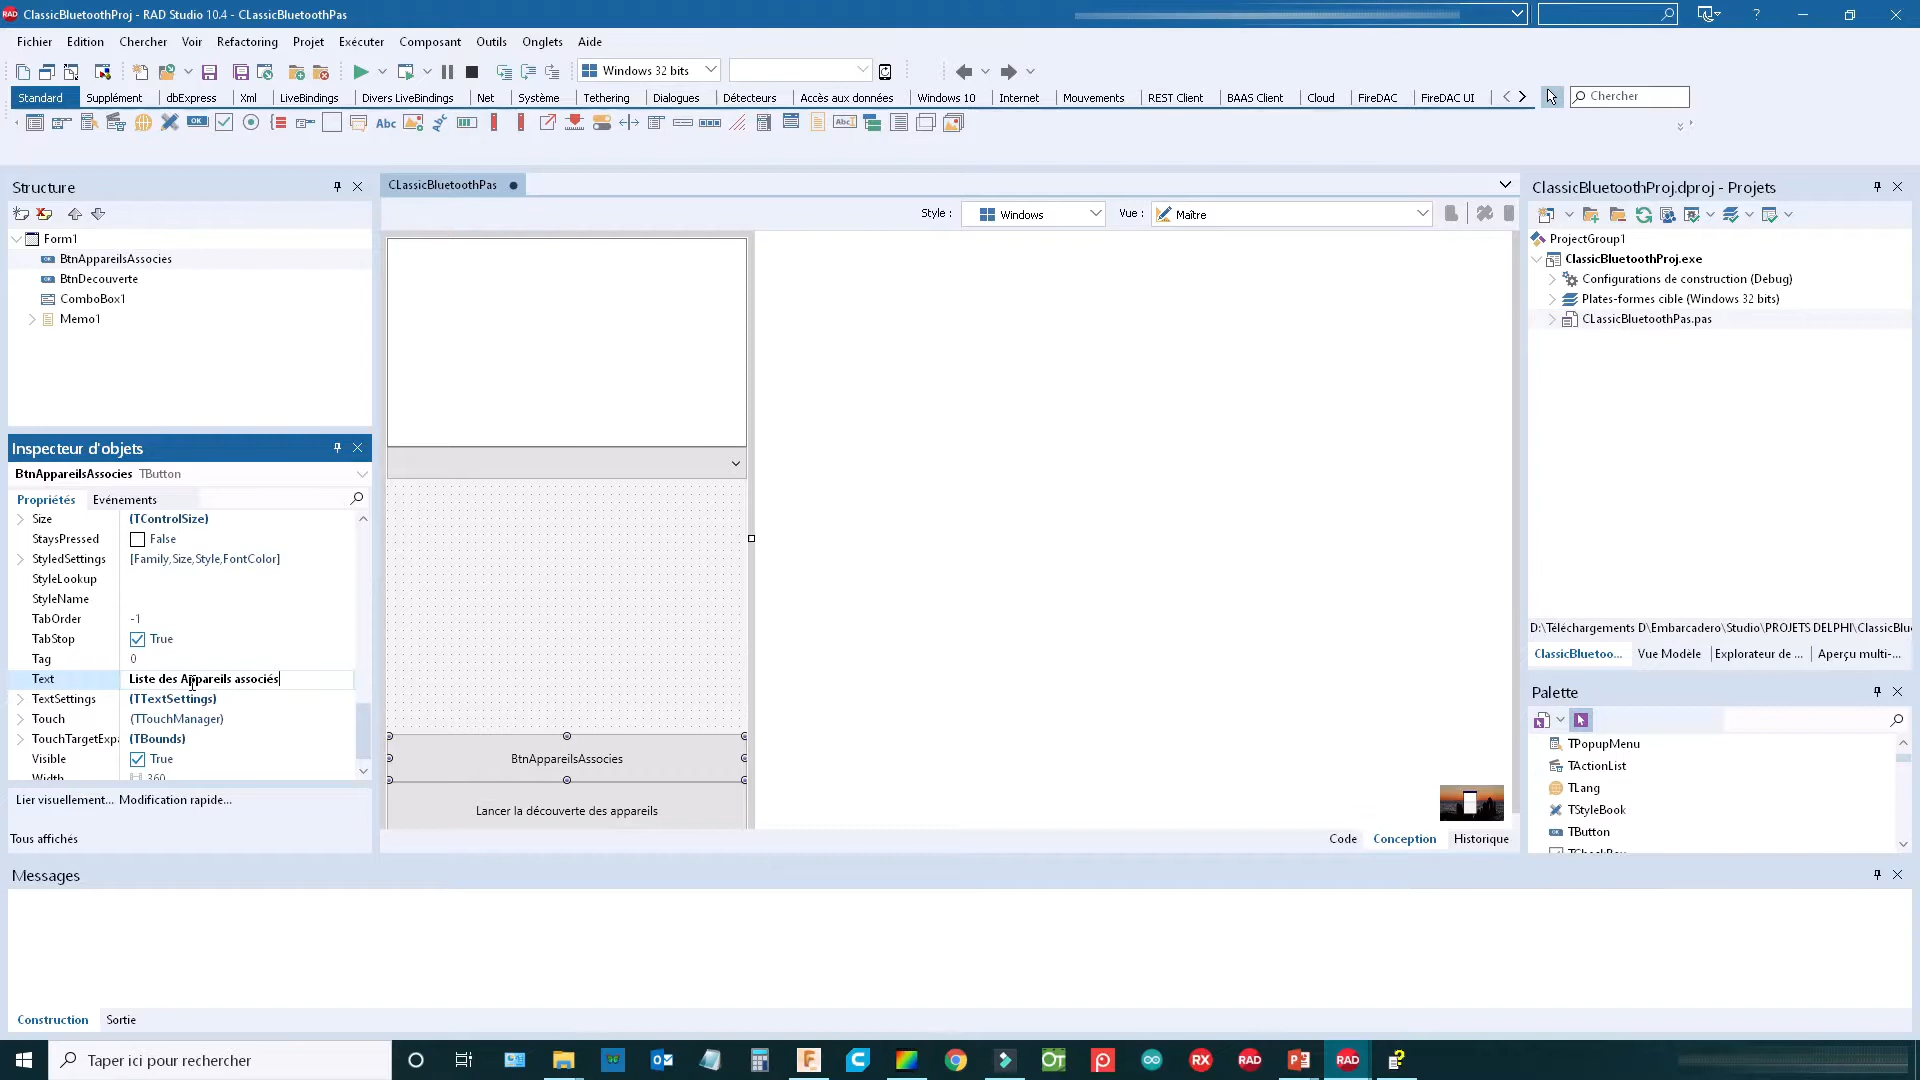 ClassicBluetoothProj - RAD Studio 10.4 - CLassicBluetoothPas
Fichier Edition Chercher Voir Refactoring Projet Exécuter Composant Outils Onglets Aide
Windows 32 bits
Standard Supplément dbExpress Xml LiveBindings Divers LiveBindings Net Système Tethering Dialogues Détecteurs Accès aux données Windows 10 Internet Mouvements REST Client BAAS Client Cloud FireDAC FireDAC UI
Chercher
Structure
Form1
BtnAppareilsAssocies
BtnDecouverte
ComboBox1
Memo1
Inspecteur d'objets
BtnAppareilsAssocies TButton
Propriétés Evénements
Size (TControlSize)
StaysPressed False
StyledSettings [Family,Size,Style,FontColor]
StyleLookup
StyleName
TabOrder -1
TabStop True
Tag 0
Text Liste des Appareils associés
TextSettings (TTextSettings)
Touch (TTouchManager)
TouchTargetExpa (TBounds)
Visible True
Width 360
Lier visuellement... Modification rapide...
Tous affichés
CLassicBluetoothPas
Style : Windows Vue : Maître
BtnAppareilsAssocies
Lancer la découverte des appareils
Code Conception Historique
ClassicBluetoothProj.dproj - Projets
ProjectGroup1
ClassicBluetoothProj.exe
Configurations de construction (Debug)
Plates-formes cible (Windows 32 bits)
CLassicBluetoothPas.pas
D:\Téléchargements D\Embarcadero\Studio\PROJETS DELPHI\ClassicBlu
ClassicBluetoo... Vue Modèle Explorateur de ... Aperçu multi-...
Palette
TPopupMenu
TActionList
TLang
TStyleBook
TButton
TCheckBox
Messages
Construction Sortie
Taper ici pour rechercher